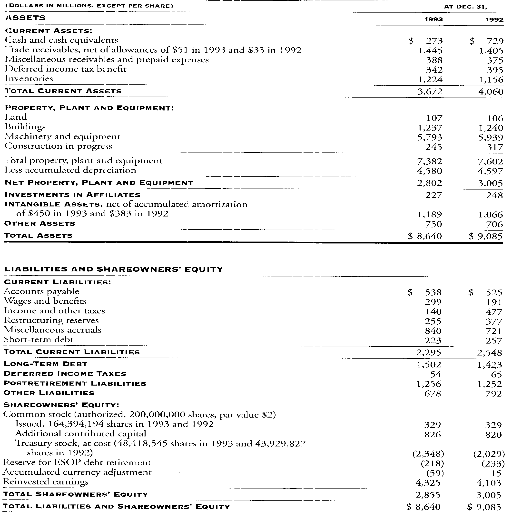 (DOLLARS IN MILLIONS, EXCEPT PER SHARE) AT DEC. 31,
ASSETS 1993 1992
CURRENT ASSETS:
Cash and cash equivalents $ 273 $ 729
Trade receivables, net of allowances of $31 in 1993 and $33 in 1992 1,445 1,405
Miscellaneous receivables and prepaid expenses 388 375
Deferred income tax benefit 342 395
Inventories 1,224 1,156
TOTAL CURRENT ASSETS 3,672 4,060
PROPERTY, PLANT AND EQUIPMENT:
Land 107 106
Buildings 1,237 1,240
Machinery and equipment 5,793 5,939
Construction in progress 245 317
Total property, plant and equipment 7,382 7,602
Less accumulated depreciation 4,580 4,597
NET PROPERTY, PLANT AND EQUIPMENT 2,802 3,005
INVESTMENTS IN AFFILIATES 227 248
INTANGIBLE ASSETS, net of accumulated amortization
of $450 in 1993 and $383 in 1992 1,189 1,066
OTHER ASSETS 750 706
TOTAL ASSETS $ 8,640 $ 9,085
LIABILITIES AND SHAREOWNERS' EQUITY
CURRENT LIABILITIES:
Accounts payable $ 538 $ 525
Wages and benefits 299 191
Income and other taxes 140 477
Restructuring reserves 255 377
Miscellaneous accruals 840 721
Short-term debt 223 257
TOTAL CURRENT LIABILITIES 2,295 2,548
LONG-TERM DEBT 1,502 1,423
DEFERRED INCOME TAXES 54 65
POSTRETIREMENT LIABILITIES 1,256 1,252
OTHER LIABILITIES 678 792
SHAREOWNERS' EQUITY:
Common stock (authorized, 200,000,000 shares, par value $2)
Issued, 164,394,194 shares in 1993 and 1992 329 329
Additional contributed capital 826 820
Treasury stock, at cost (48,418,545 shares in 1993 and 43,929,827
shares in 1992) (2,348) (2,029)
Reserve for ESOP debt retirement (218) (233)
Accumulated currency adjustment (59) 15
Reinvested earnings 4,325 4,103
TOTAL SHAREOWNERS' EQUITY 2,855 3,005
TOTAL LIABILITIES AND SHAREOWNERS' EQUITY $ 8,640 $ 9,085